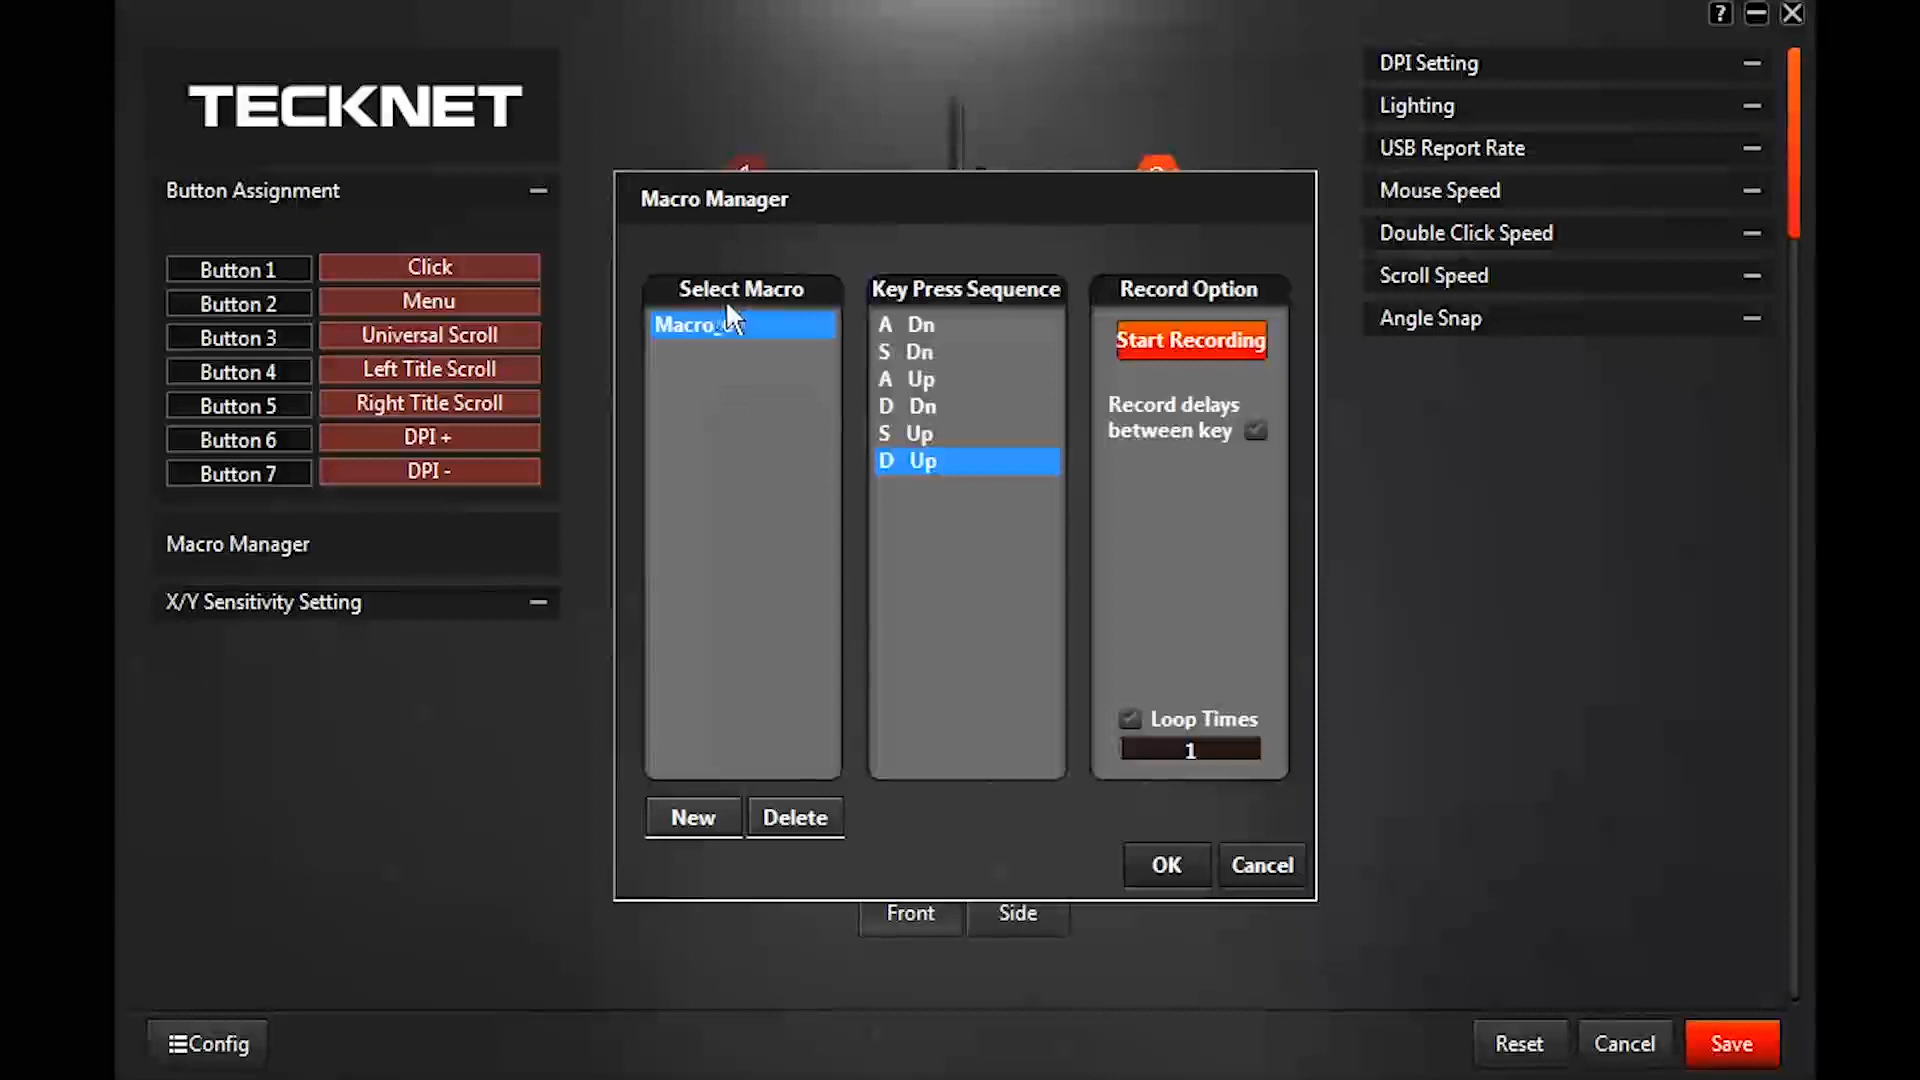 TECKNET
Button Assignment
Button 1 Click
Button 2 Menu
Button 3 Universal Scroll
Button 4 Left Title Scroll
Button 5 Right Title Scroll
Button 6 DPI +
Button 7 DPI -
Macro Manager
X/Y Sensitivity Setting
Macro Manager
Select Macro
Key Press Sequence
A Dn
S Dn
A Up
D Dn
S Up
D Up
Record Option
Start Recording
Record delays
between key
Loop Times
1
New
Delete
OK
Cancel
Front
Side
?
DPI Setting
Lighting
USB Report Rate
Mouse Speed
Double Click Speed
Scroll Speed
Angle Snap
Config
Reset
Cancel
Save